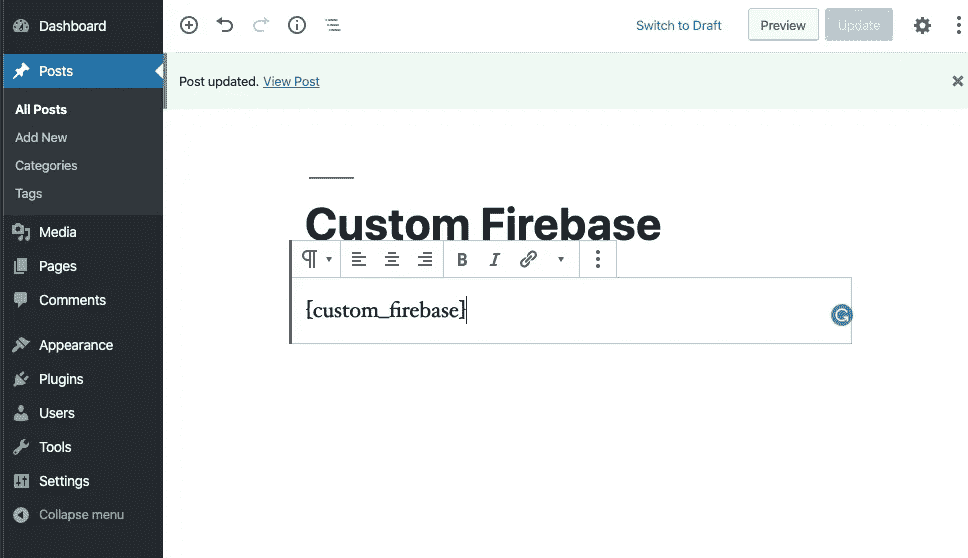 Dashboard
Switch to Draft
Preview
Update
Posts
Post updated. View Post
All Posts
Add New
Categories
Tags
Media
Pages
Comments
Appearance
Plugins
Users
Tools
Settings
Collapse menu
Custom Firebase
B I
[custom_firebase]